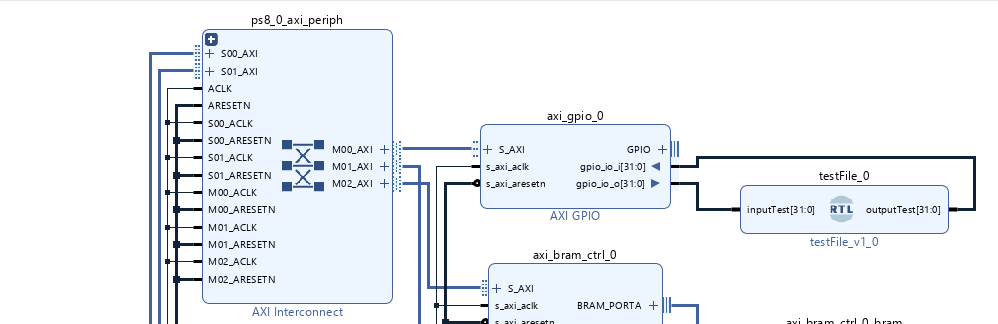 ps8_0_axi_periph
S00_AXI
S01_AXI
ACLK
ARESETN
S00_ACLK
S00_ARESETN
S01_ACLK
S01_ARESETN
M00_ACLK
M00_ARESETN
M01_ACLK
M01_ARESETN
M02_ACLK
M02_ARESETN
M00_AXI
M01_AXI
M02_AXI
AXI Interconnect
axi_gpio_0
S_AXI
s_axi_aclk
s_axi_aresetn
GPIO
gpio_io_i[31:0]
gpio_io_o[31:0]
AXI GPIO
testFile_0
inputTest[31:0]
RTL
outputTest[31:0]
testFile_v1_0
axi_bram_ctrl_0
S_AXI
s_axi_aclk
s_axi_aresetn
BRAM_PORTA
axi_bram_ctrl_0_bram